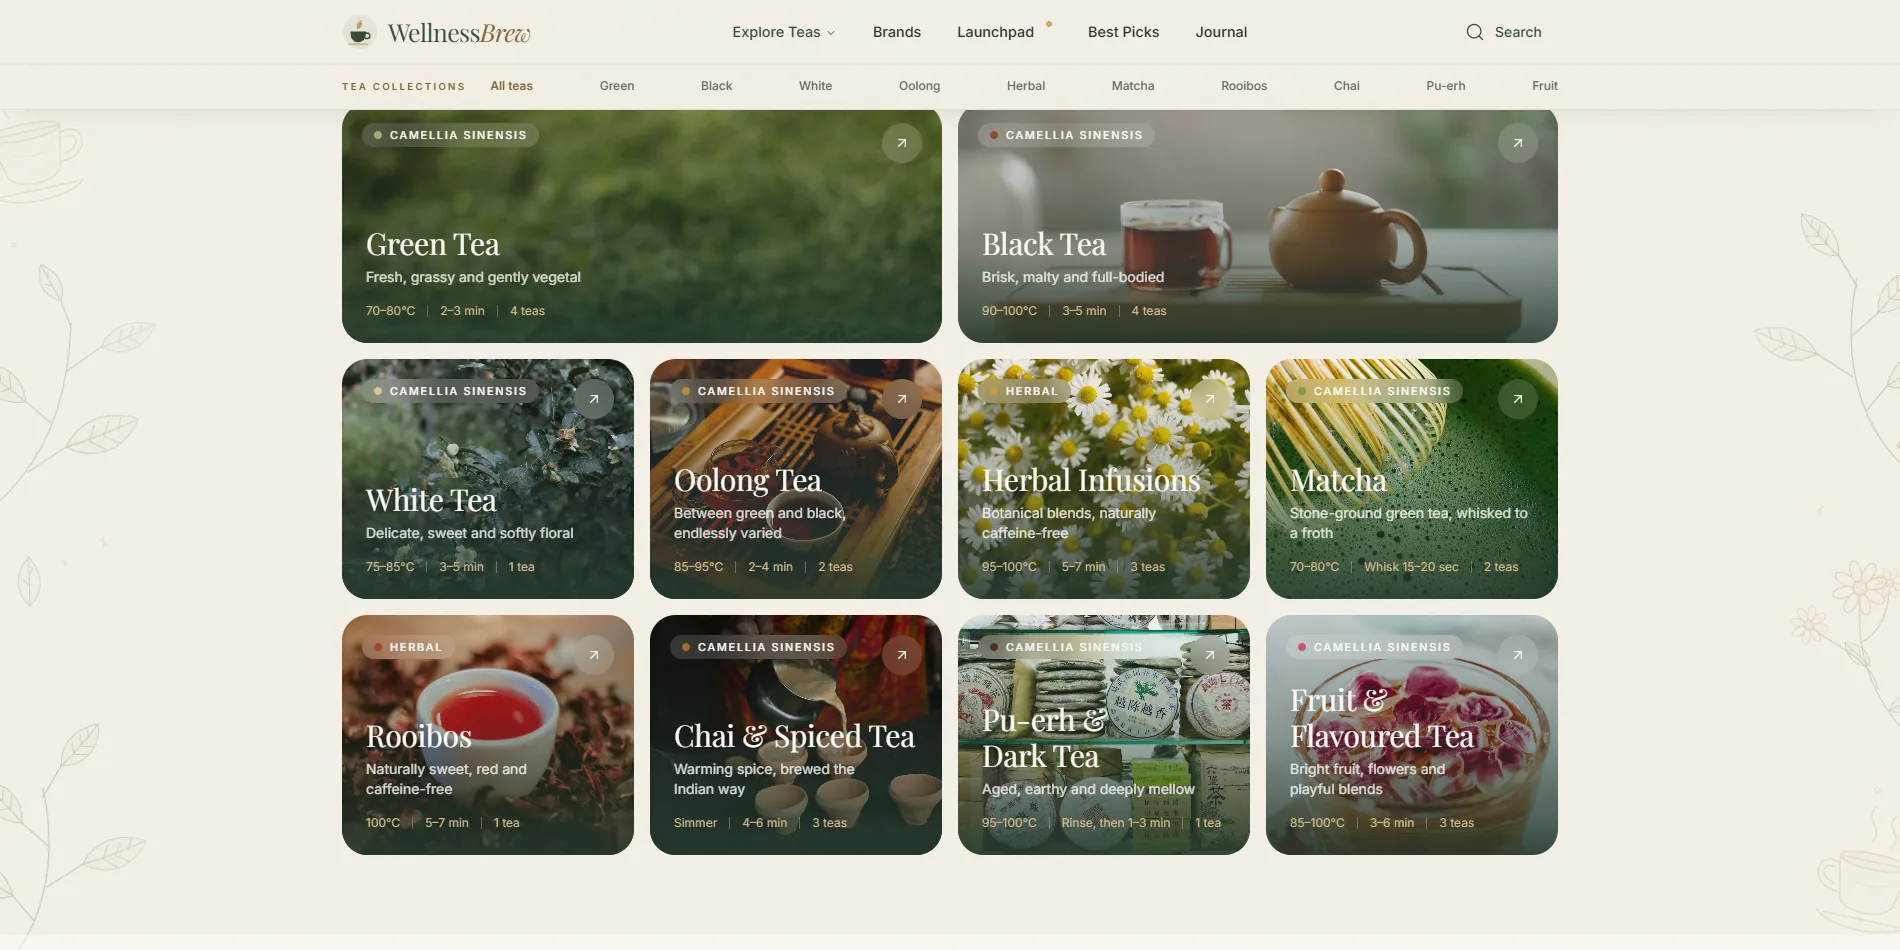 WellnessBrew
Explore Teas
Brands
Launchpad
Best Picks
Journal
Search
TEA COLLECTIONS
All teas
Green
Black
White
Oolong
Herbal
Matcha
Rooibos
Chai
Pu-erh
Fruit
CAMELLIA SINENSIS
Green Tea
Fresh, grassy and gently vegetal
70–80°C | 2–3 min | 4 teas
CAMELLIA SINENSIS
Black Tea
Brisk, malty and full-bodied
90–100°C | 3–5 min | 4 teas
CAMELLIA SINENSIS
White Tea
Delicate, sweet and softly floral
75–85°C | 3–5 min | 1 tea
CAMELLIA SINENSIS
Oolong Tea
Between green and black,
endlessly varied
85–95°C | 2–4 min | 2 teas
HERBAL
Herbal Infusions
Botanical blends, naturally
caffeine-free
95–100°C | 5–7 min | 3 teas
CAMELLIA SINENSIS
Matcha
Stone-ground green tea, whisked to
a froth
70–80°C | Whisk 15–20 sec | 2 teas
HERBAL
Rooibos
Naturally sweet, red and
caffeine-free
100°C | 5–7 min | 1 tea
CAMELLIA SINENSIS
Chai & Spiced Tea
Warming spice, brewed the
Indian way
Simmer | 4–6 min | 3 teas
CAMELLIA SINENSIS
越陈越香
茶
Pu-erh &
Dark Tea
Aged, earthy and deeply mellow
95–100°C | Rinse, then 1–3 min | 1 tea
CAMELLIA SINENSIS
Fruit &
Flavoured Tea
Bright fruit, flowers and
playful blends
85–100°C | 3–6 min | 3 teas